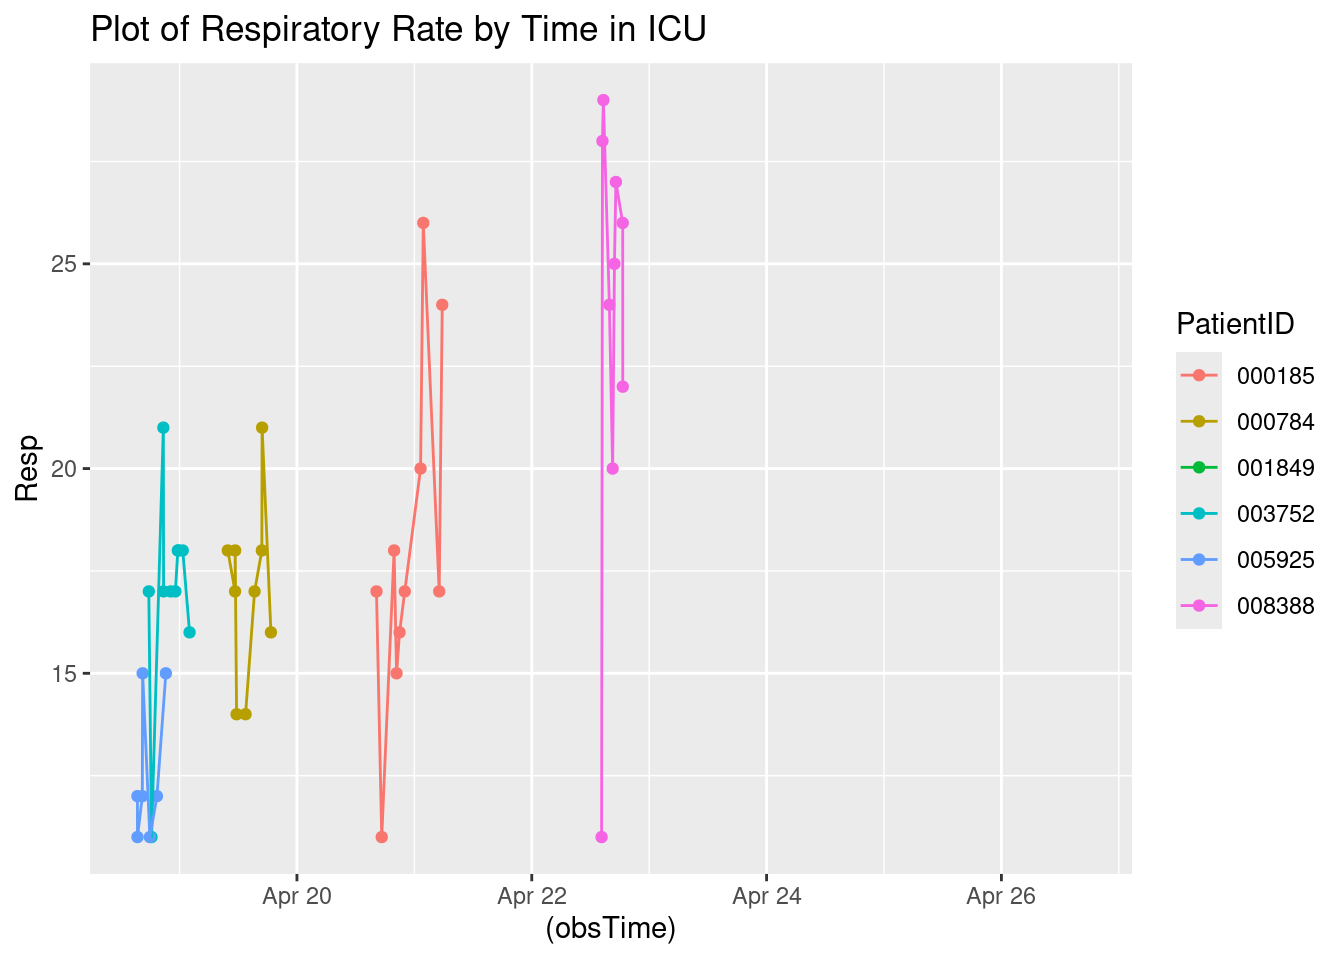 Plot of Respiratory Rate by Time in ICU
Resp
25
20
15
Apr 20
Apr 22
Apr 24
Apr 26
(obsTime)
PatientID
000185
000784
001849
003752
005925
008388